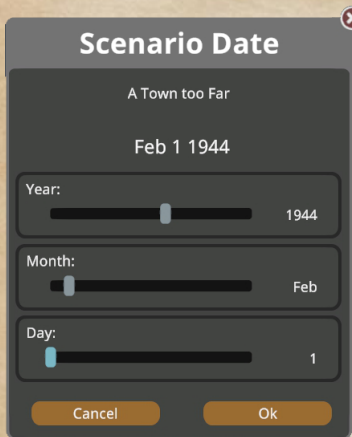 Scenario Date
A Town too Far
Feb 1 1944
Year:
1944
Month:
Feb
Day:
1
Cancel Ok